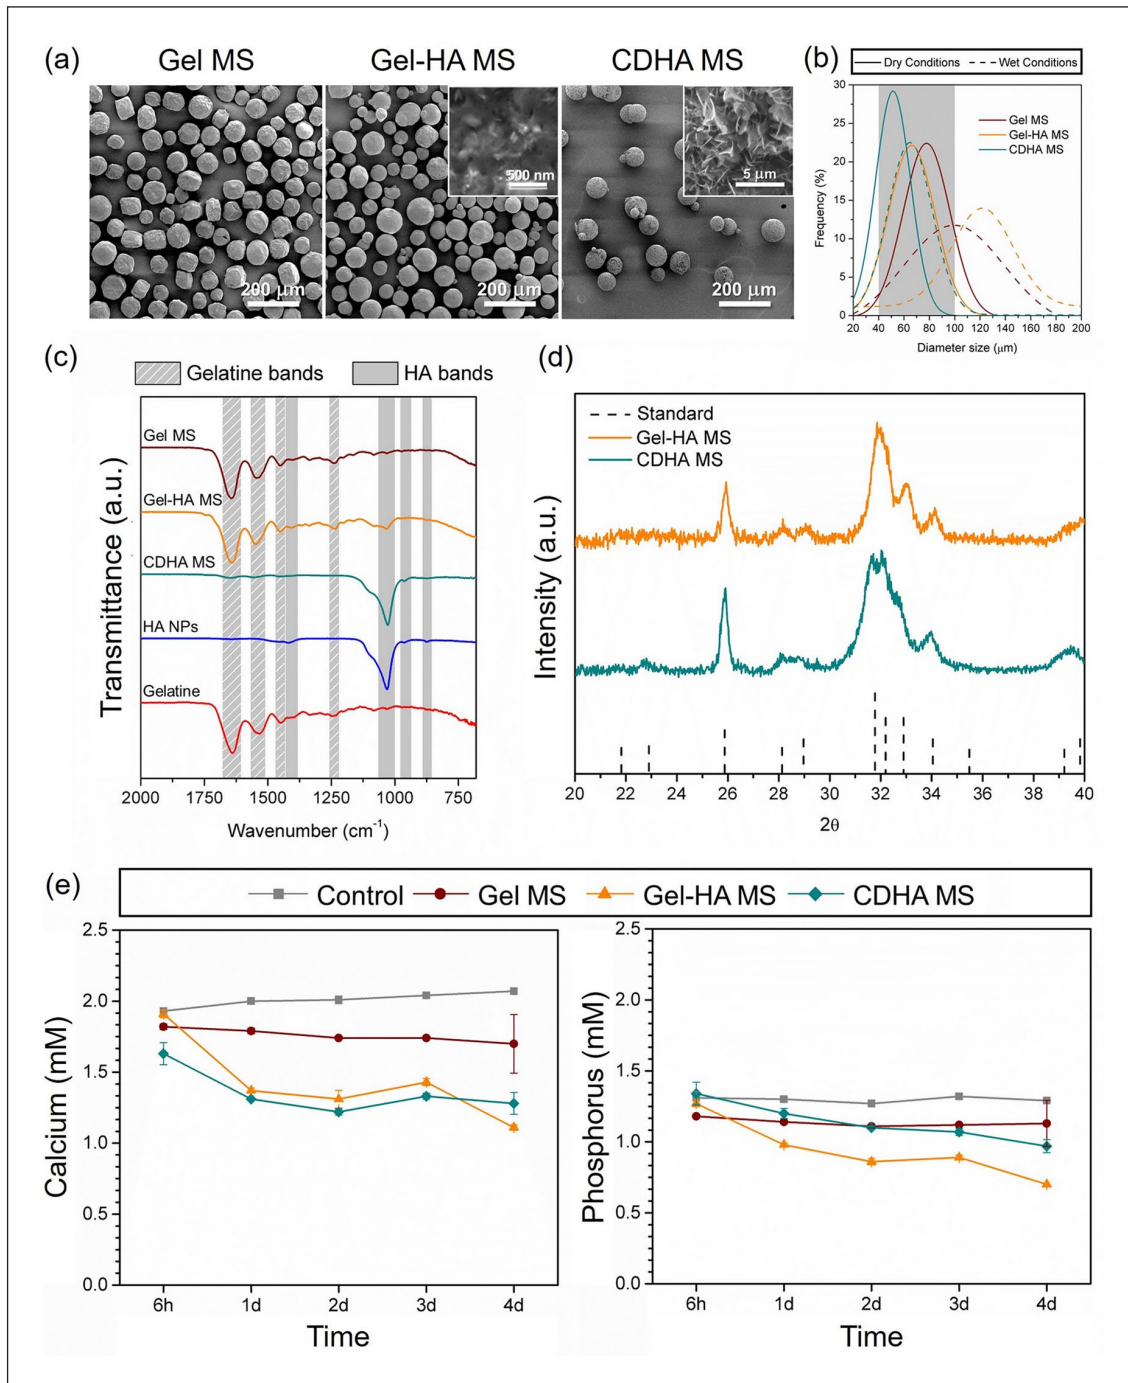 (a) Gel MS Gel-HA MS CDHA MS
500 nm
5 μm
200 μm 200 μm 200 μm
(b) Dry Conditions Wet Conditions
Gel MS
Gel-HA MS
CDHA MS
30
25
20
15
10
5
0
Frequency (%)
20 40 60 80 100 120 140 160 180 200
Diameter size (μm)
(c) Gelatine bands HA bands
Gel MS
Gel-HA MS
CDHA MS
HA NPs
Gelatine
Transmittance (a.u.)
2000 1750 1500 1250 1000 750
Wavenumber (cm⁻¹)
(d)
Standard
Gel-HA MS
CDHA MS
Intensity (a.u.)
20 22 24 26 28 30 32 34 36 38 40
2θ
(e) Control Gel MS Gel-HA MS CDHA MS
2.5
2.0
1.5
1.0
0.5
0.0
Calcium (mM)
6h 1d 2d 3d 4d
Time
2.5
2.0
1.5
1.0
0.5
0.0
Phosphorus (mM)
6h 1d 2d 3d 4d
Time